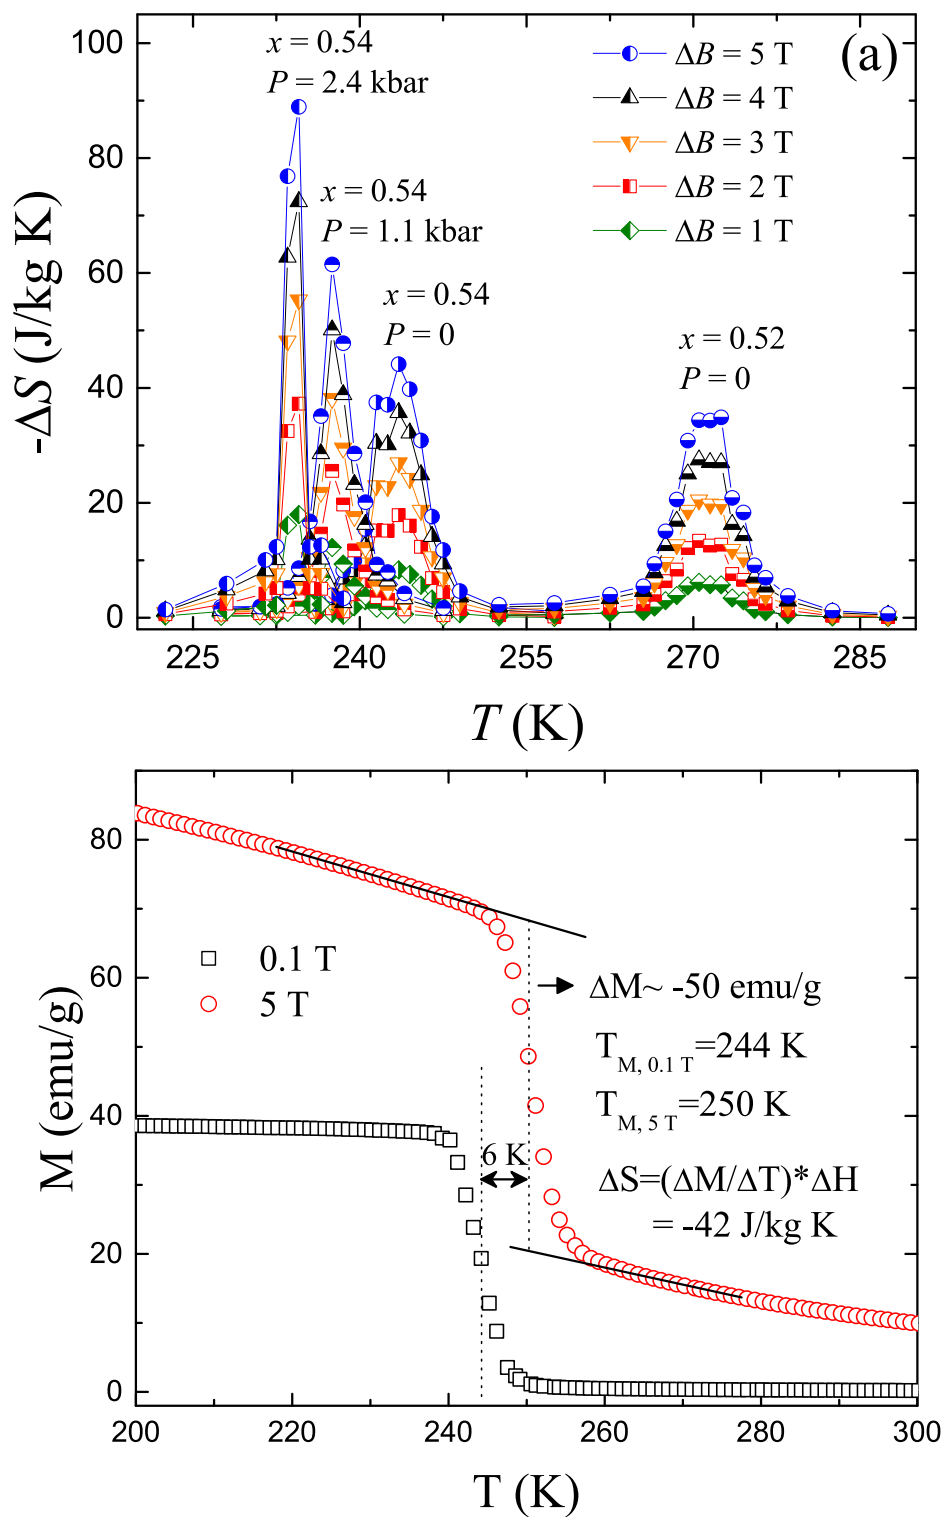 (a)
x = 0.54
P = 2.4 kbar
x = 0.54
P = 1.1 kbar
x = 0.54
P = 0
x = 0.52
P = 0
ΔB = 5 T
ΔB = 4 T
ΔB = 3 T
ΔB = 2 T
ΔB = 1 T
100
80
60
40
20
0
-ΔS (J/kg K)
225 240 255 270 285
T (K)
80
60
40
20
0
M (emu/g)
0.1 T
5 T
ΔM~ -50 emu/g
T_M, 0.1 T=244 K
T_M, 5 T=250 K
6 K
ΔS=(ΔM/ΔT)*ΔH
= -42 J/kg K
200 220 240 260 280 300
T (K)